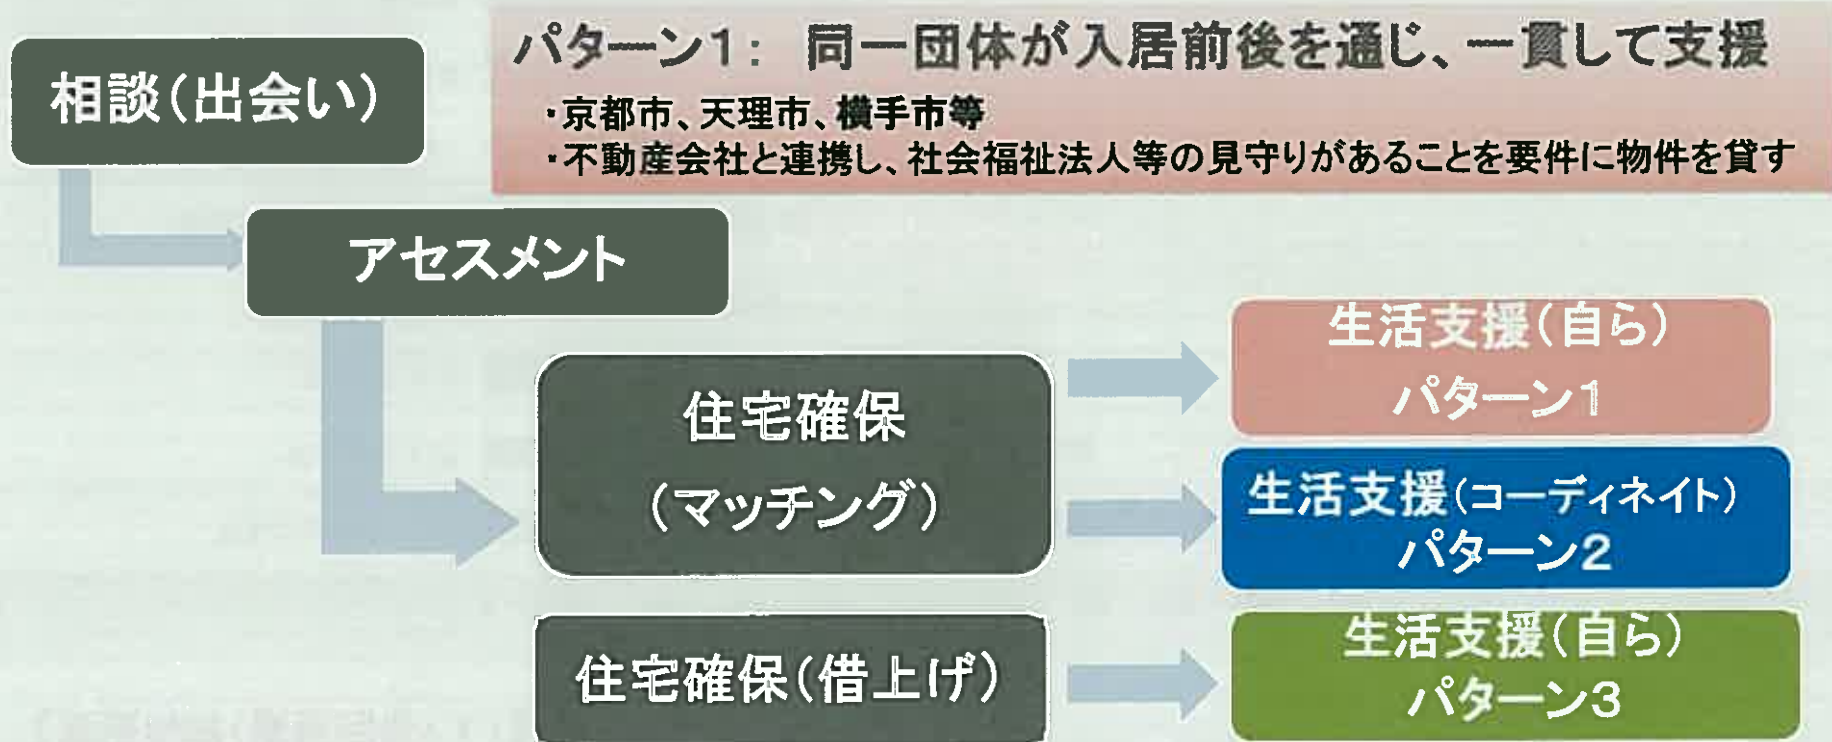 相談(出会い)
パターン1: 同一団体が入居前後を通じ、一貫して支援
・京都市、天理市、横手市等
・不動産会社と連携し、社会福祉法人等の見守りがあることを要件に物件を貸す
アセスメント
住宅確保
(マッチング)
生活支援(自ら)
パターン1
生活支援(コーディネイト)
パターン2
住宅確保(借上げ)
生活支援(自ら)
パターン3